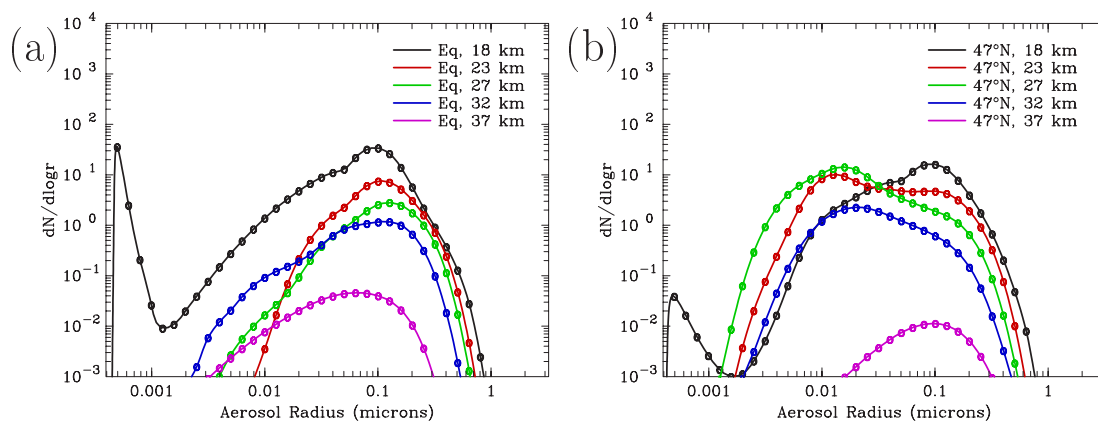 (a)
10 4
10 3
10 2
10 1
10 0
10 −1
10 −2
10 −3
dN/dlogr
Eq, 18 km
Eq, 23 km
Eq, 27 km
Eq, 32 km
Eq, 37 km
0.001 0.01 0.1 1
Aerosol Radius (microns)
(b)
10 4
10 3
10 2
10 1
10 0
10 −1
10 −2
10 −3
dN/dlogr
47°N, 18 km
47°N, 23 km
47°N, 27 km
47°N, 32 km
47°N, 37 km
0.001 0.01 0.1 1
Aerosol Radius (microns)